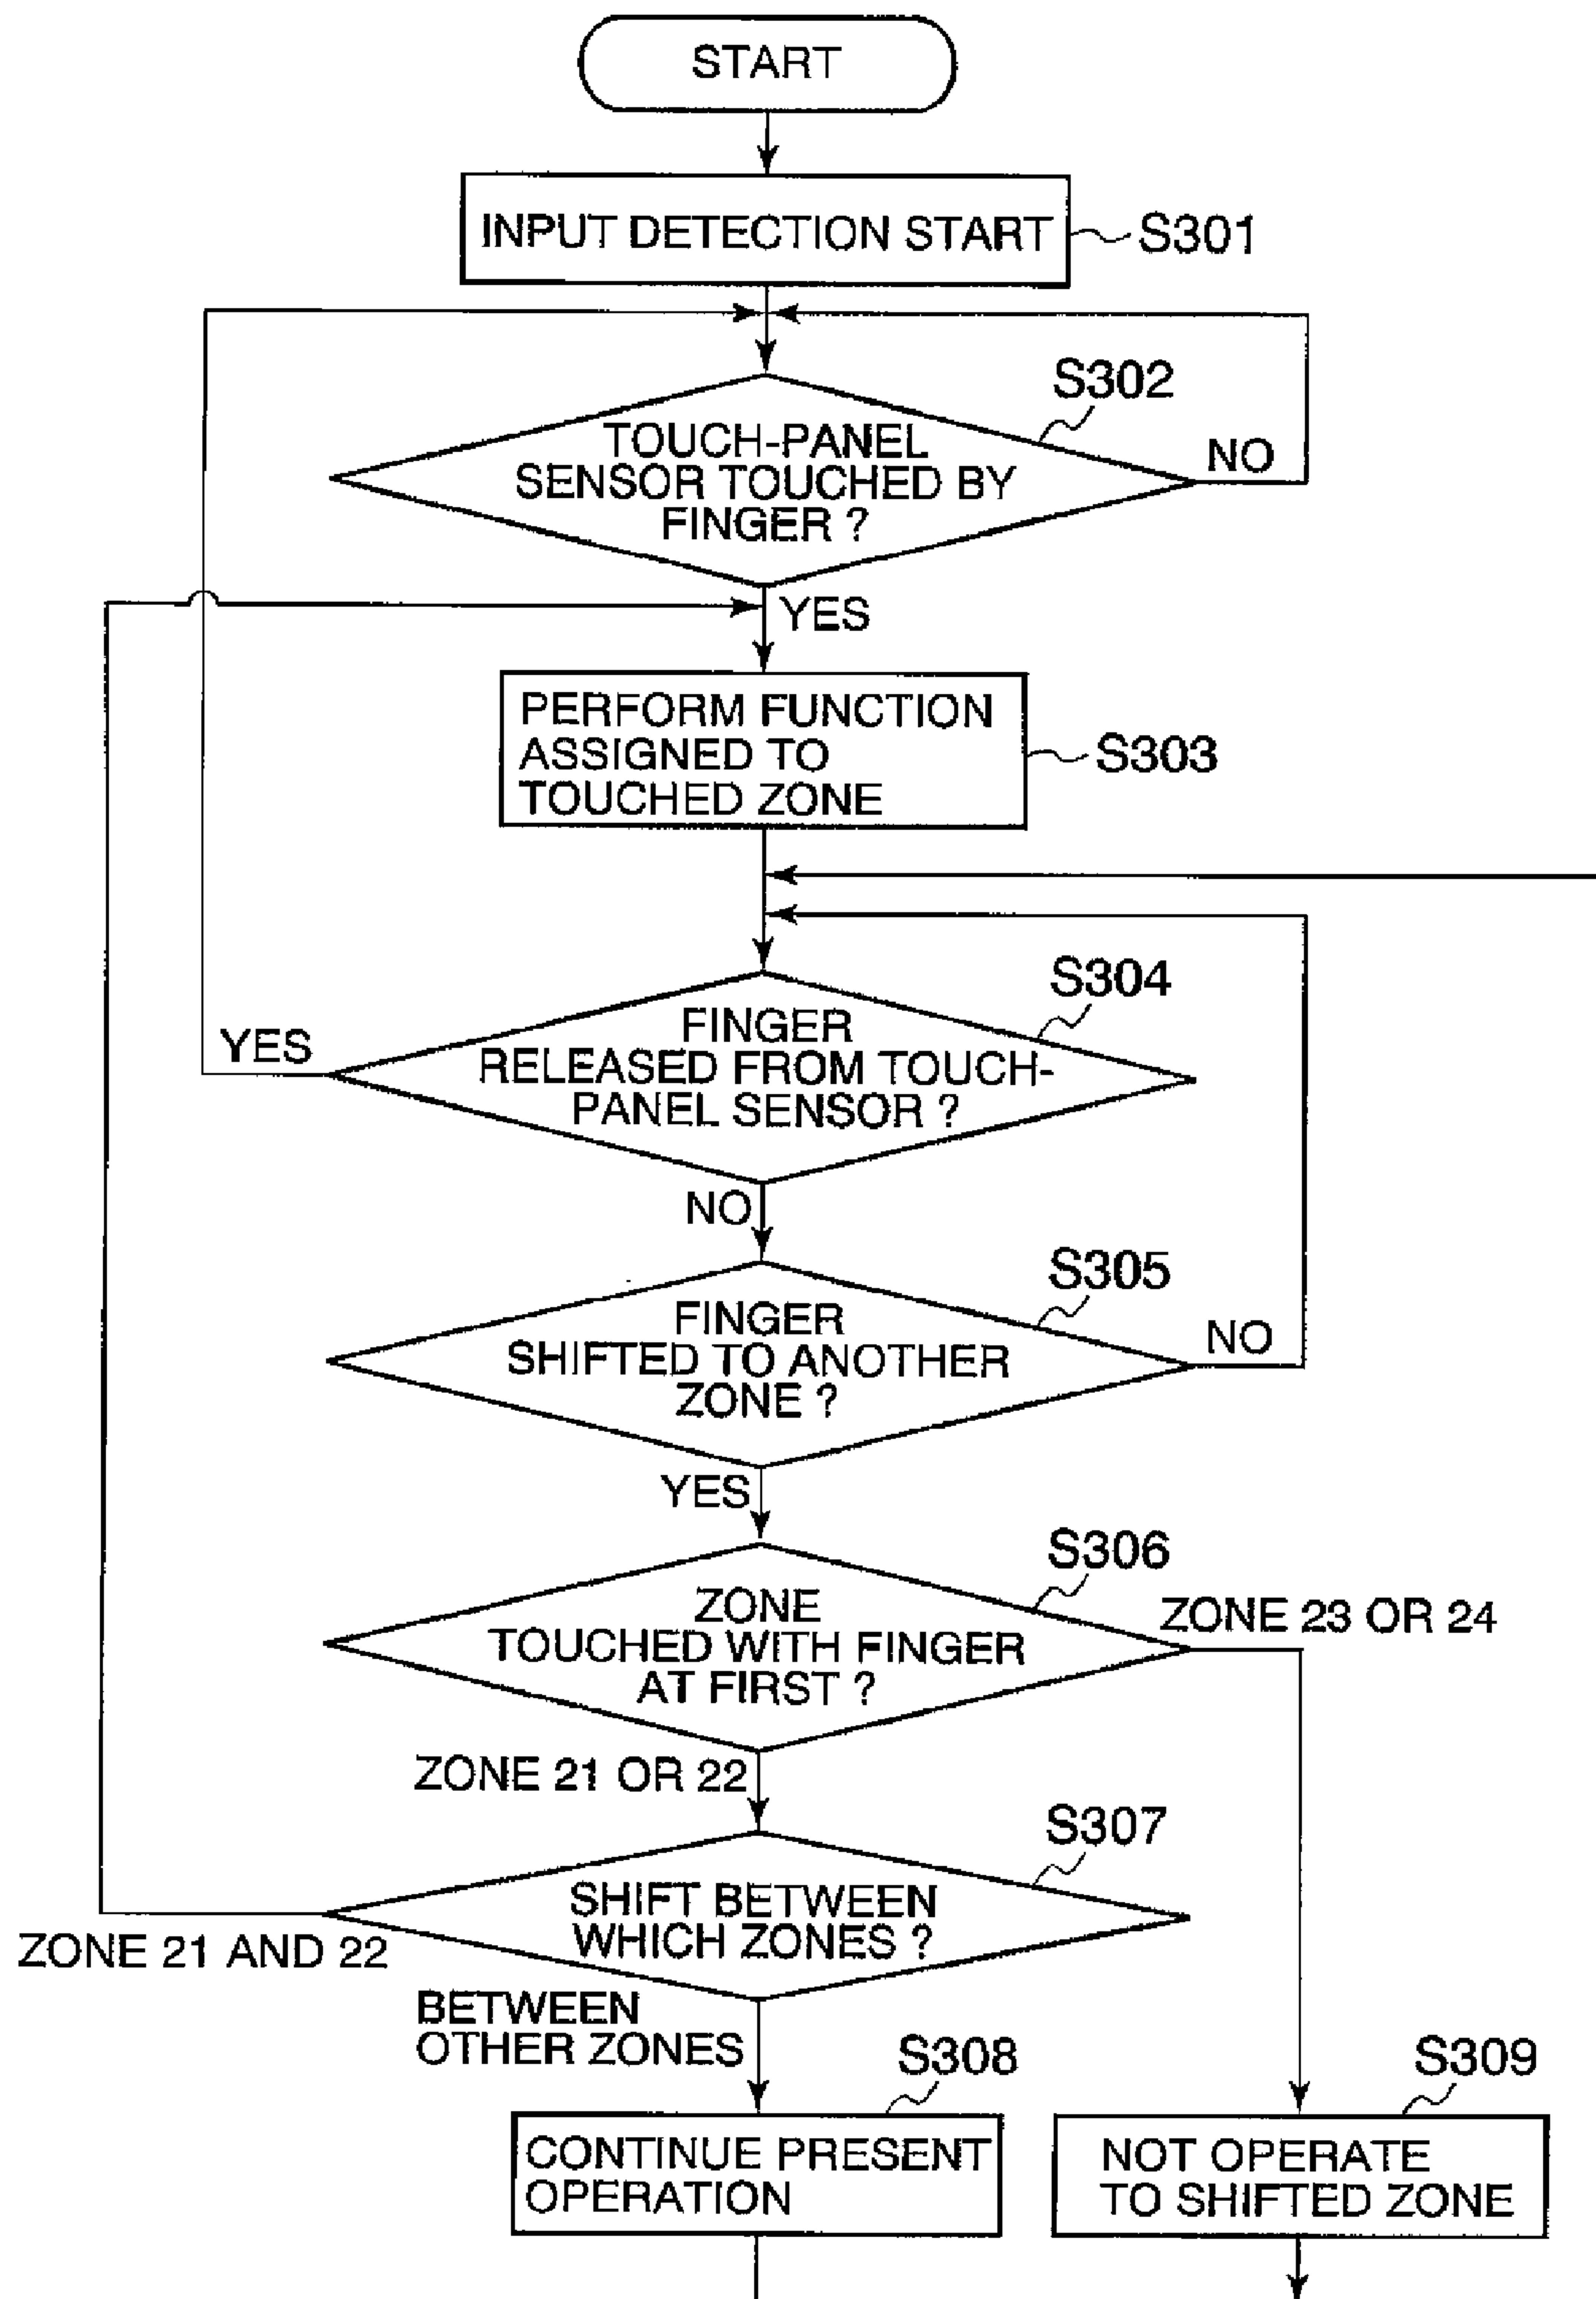 START
INPUT DETECTION START
S301
S302
TOUCH-PANEL
SENSOR TOUCHED BY
FINGER ?
NO
YES
PERFORM FUNCTION
ASSIGNED TO
TOUCHED ZONE
S303
S304
FINGER
RELEASED FROM TOUCH-
PANEL SENSOR ?
YES
NO
S305
FINGER
SHIFTED TO ANOTHER
ZONE ?
NO
YES
S306
ZONE
TOUCHED WITH FINGER
AT FIRST ?
ZONE 23 OR 24
ZONE 21 OR 22
S307
SHIFT BETWEEN
WHICH ZONES ?
ZONE 21 AND 22
BETWEEN
OTHER ZONES
S308
CONTINUE PRESENT
OPERATION
S309
NOT OPERATE
TO SHIFTED ZONE